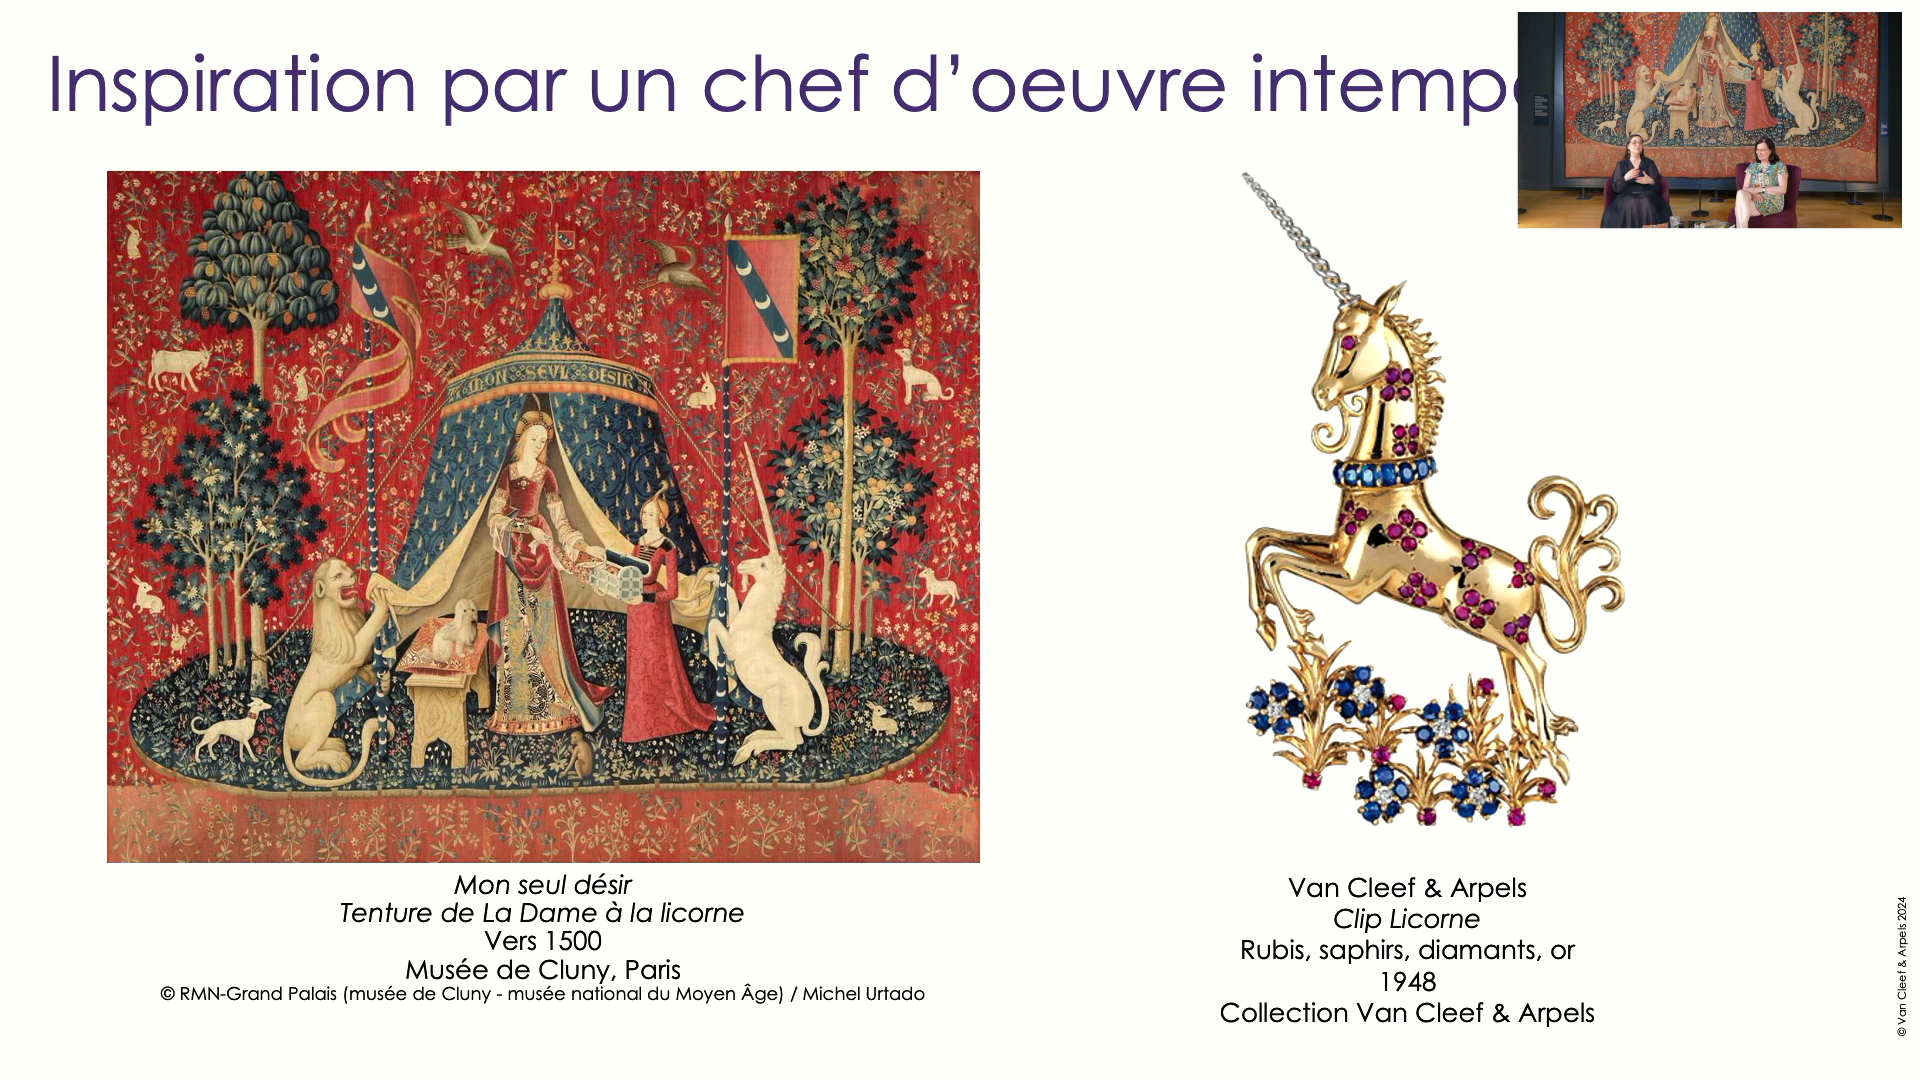 Inspiration par un chef d’oeuvre
MON SEUL DESIR
Mon seul désir
Tenture de La Dame à la licorne
Vers 1500
Musée de Cluny, Paris
© RMN-Grand Palais (musée de Cluny - musée national du Moyen Âge) / Michel Urtado
Van Cleef & Arpels
Clip Licorne
Rubis, saphirs, diamants, or
1948
Collection Van Cleef & Arpels
© Van Cleef & Arpels 2024